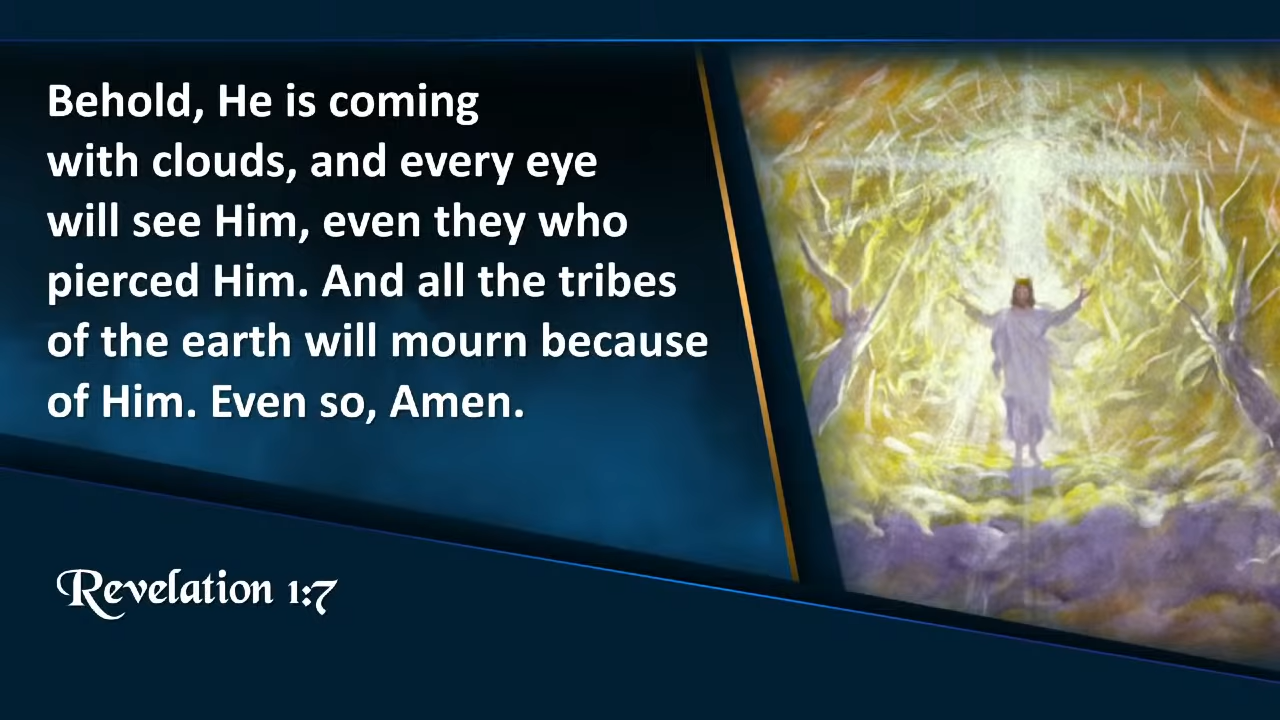 Behold, He is coming
with clouds, and every eye
will see Him, even they who
pierced Him. And all the tribes
of the earth will mourn because
of Him. Even so, Amen.
Revelation 1:7